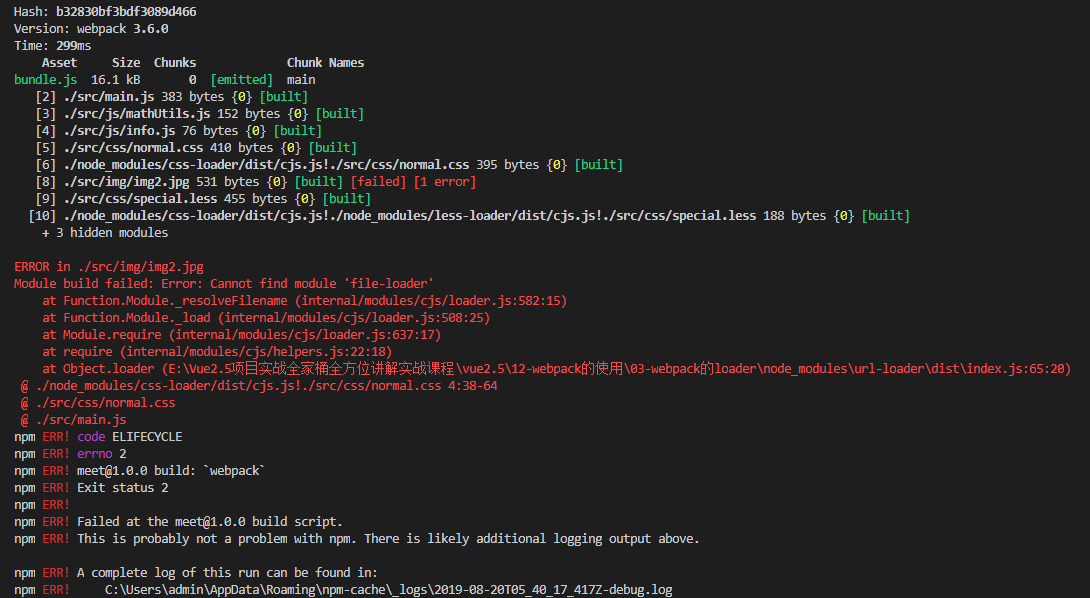 Hash: b32830bf3bdf3089d466
Version: webpack 3.6.0
Time: 299ms
Asset Size Chunks Chunk Names
bundle.js 16.1 kB 0 [emitted] main
[2] ./src/main.js 383 bytes {0} [built]
[3] ./src/js/mathUtils.js 152 bytes {0} [built]
[4] ./src/js/info.js 76 bytes {0} [built]
[5] ./src/css/normal.css 410 bytes {0} [built]
[6] ./node_modules/css-loader/dist/cjs.js!./src/css/normal.css 395 bytes {0} [built]
[8] ./src/img/img2.jpg 531 bytes {0} [built] [failed] [1 error]
[9] ./src/css/special.less 455 bytes {0} [built]
[10] ./node_modules/css-loader/dist/cjs.js!./node_modules/less-loader/dist/cjs.js!./src/css/special.less 188 bytes {0} [built]
+ 3 hidden modules
ERROR in ./src/img/img2.jpg
Module build failed: Error: Cannot find module 'file-loader'
at Function.Module._resolveFilename (internal/modules/cjs/loader.js:582:15)
at Function.Module._load (internal/modules/cjs/loader.js:508:25)
at Module.require (internal/modules/cjs/loader.js:637:17)
at require (internal/modules/cjs/helpers.js:22:18)
at Object.loader (E:\Vue2.5项目实战全家桶全方位讲解实战课程\vue2.5\12-webpack的使用\03-webpack的loader\node_modules\url-loader\dist\index.js:65:20)
@ ./node_modules/css-loader/dist/cjs.js!./src/css/normal.css 4:38-64
@ ./src/css/normal.css
@ ./src/main.js
npm ERR! code ELIFECYCLE
npm ERR! errno 2
npm ERR! meet@1.0.0 build: `webpack`
npm ERR! Exit status 2
npm ERR!
npm ERR! Failed at the meet@1.0.0 build script.
npm ERR! This is probably not a problem with npm. There is likely additional logging output above.
npm ERR! A complete log of this run can be found in:
npm ERR! C:\Users\admin\AppData\Roaming\npm-cache\_logs\2019-08-20T05_40_17_417Z-debug.log